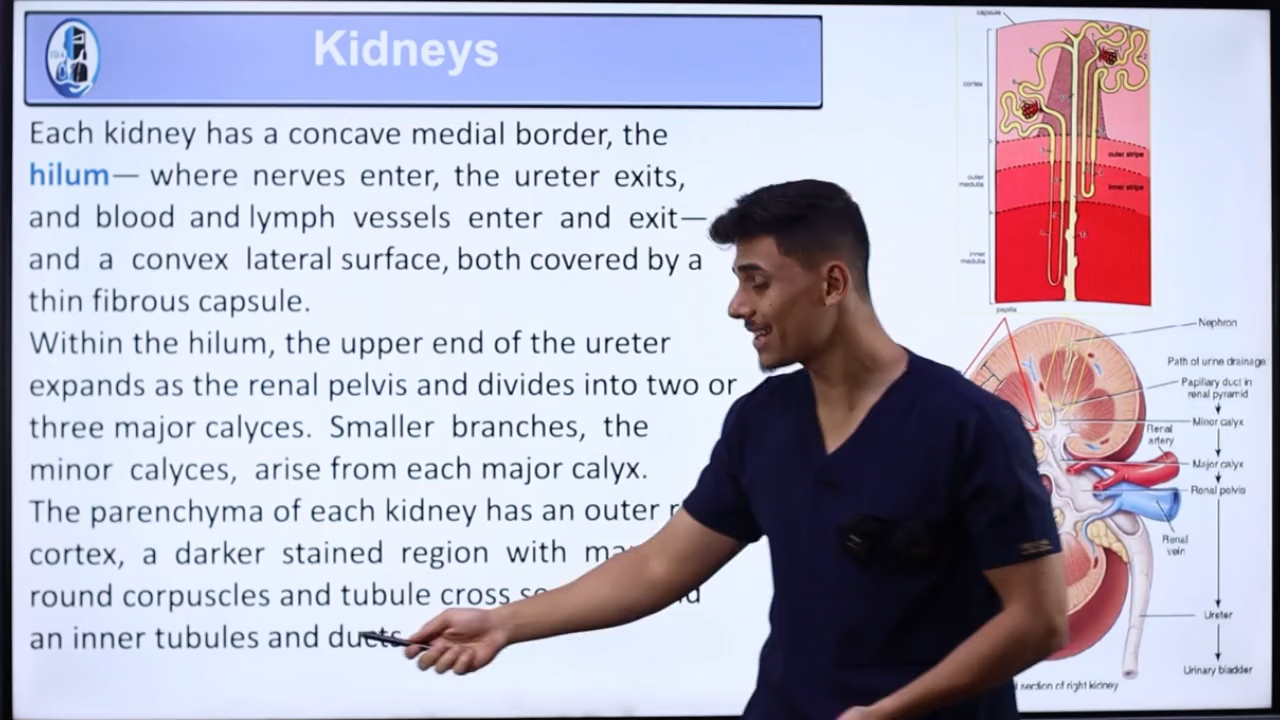 Kidneys
Each kidney has a concave medial border, the
hilum— where nerves enter, the ureter exits,
and blood and lymph vessels enter and exit—
and a convex lateral surface, both covered by a
thin fibrous capsule.
Within the hilum, the upper end of the ureter
expands as the renal pelvis and divides into two or
three major calyces. Smaller branches, the
minor calyces, arise from each major calyx.
The parenchyma of each kidney has an outer
cortex, a darker stained region with
round corpuscles and tubule cross
an inner tubules and ducts
capsule
cortex
outer stripe
outer
medulla
inner stripe
inner
medulla
papilla
Nephron
Path of urine drainage
Papillary duct in
renal pyramid
Minor calyx
Renal
artery
Major calyx
Renal pelvis
Renal
vein
Ureter
Urinary bladder
section of right kidney